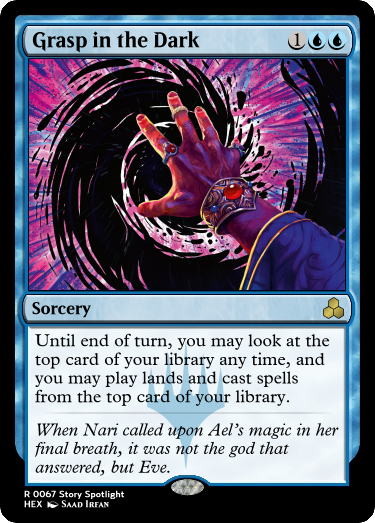 Grasp in the Dark 1
Sorcery
Until end of turn, you may look at the
top card of your library any time, and
you may play lands and cast spells
from the top card of your library.
When Nari called upon Ael's magic in her
final breath, it was not the god that
answered, but Eve.
R 0067 Story Spotlight
HEX SAAD IRFAN